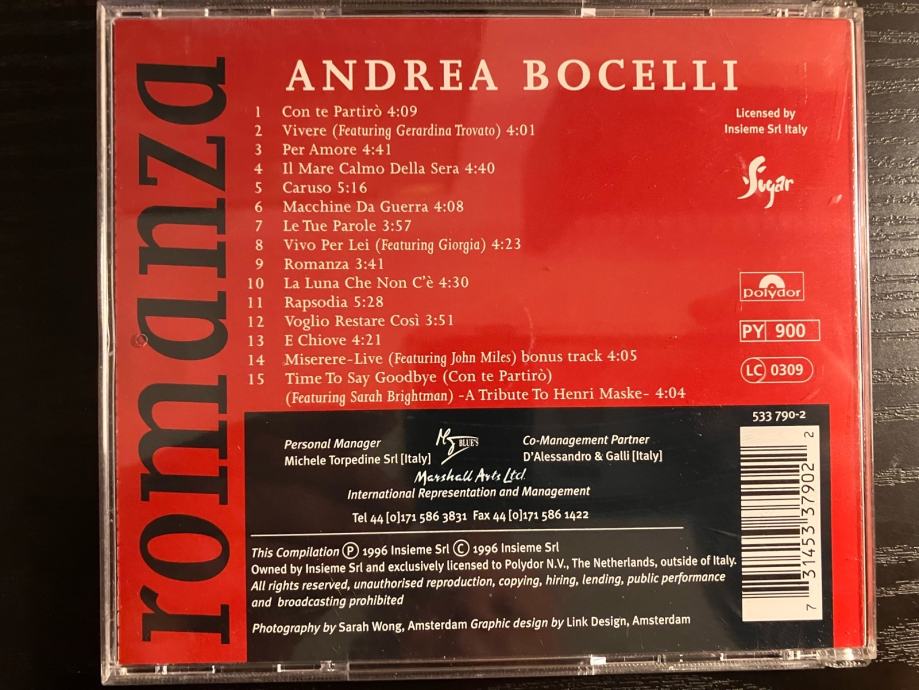 romanza
ANDREA BOCELLI
1 Con te Partirò 4:09
2 Vivere (Featuring Gerardina Trovato) 4:01
3 Per Amore 4:41
4 Il Mare Calmo Della Sera 4:40
5 Caruso 5:16
6 Macchine Da Guerra 4:08
7 Le Tue Parole 3:57
8 Vivo Per Lei (Featuring Giorgia) 4:23
9 Romanza 3:41
10 La Luna Che Non C'è 4:30
11 Rapsodia 5:28
12 Voglio Restare Così 3:51
13 E Chiove 4:21
14 Miserere-Live (Featuring John Miles) bonus track 4:05
15 Time To Say Goodbye (Con te Partirò)
(Featuring Sarah Brightman) -A Tribute To Henri Maske- 4:04
Licensed by
Insieme Srl Italy
Sugar
Polydor
PY 900
LC 0309
533 790-2
Personal Manager
Michele Torpedine Srl [Italy]
BLUE'S
Co-Management Partner
D'Alessandro & Galli [Italy]
Marshall Arts Ltd.
International Representation and Management
Tel 44 [0]171 586 3831 Fax 44 [0]171 586 1422
This Compilation Ⓟ 1996 Insieme Srl Ⓒ 1996 Insieme Srl
Owned by Insieme Srl and exclusively licensed to Polydor N.V., The Netherlands, outside of Italy.
All rights reserved, unauthorised reproduction, copying, hiring, lending, public performance
and broadcasting prohibited
Photography by Sarah Wong, Amsterdam Graphic design by Link Design, Amsterdam
7 31453 37902 2